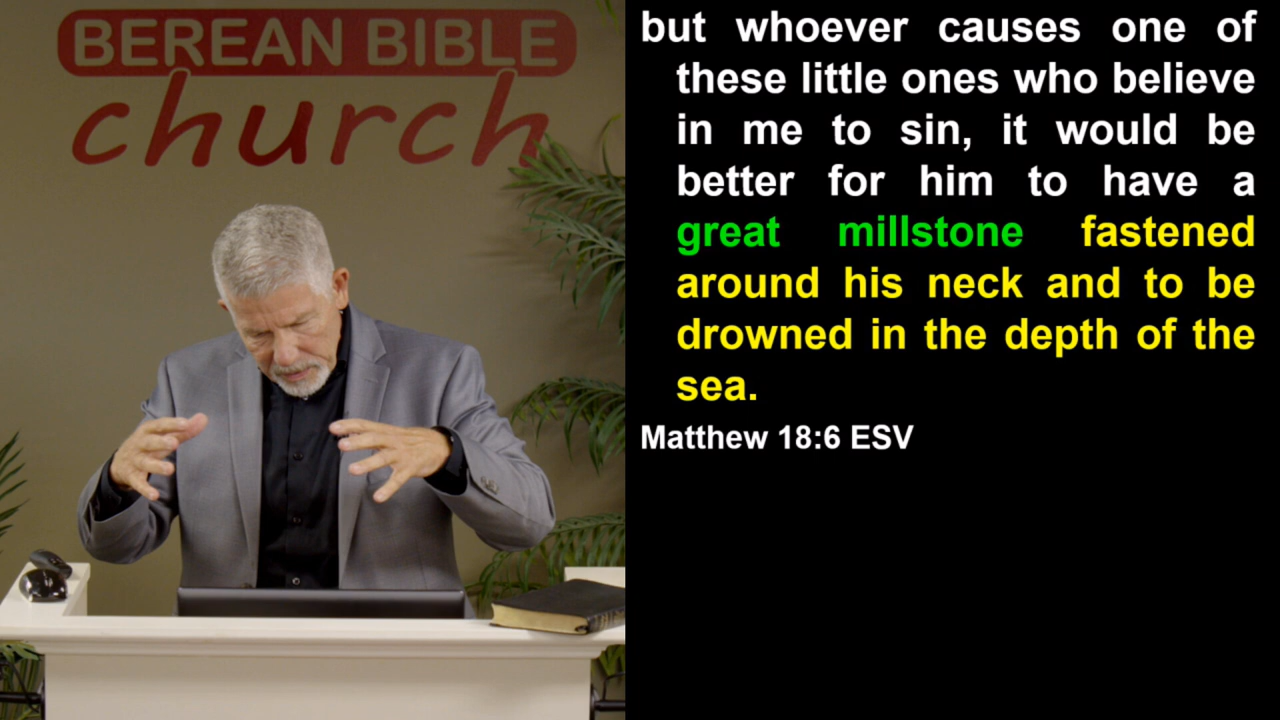 BEREAN BIBLE
church
but whoever causes one of
these little ones who believe
in me to sin, it would be
better for him to have a
great millstone fastened
around his neck and to be
drowned in the depth of the
sea.
Matthew 18:6 ESV